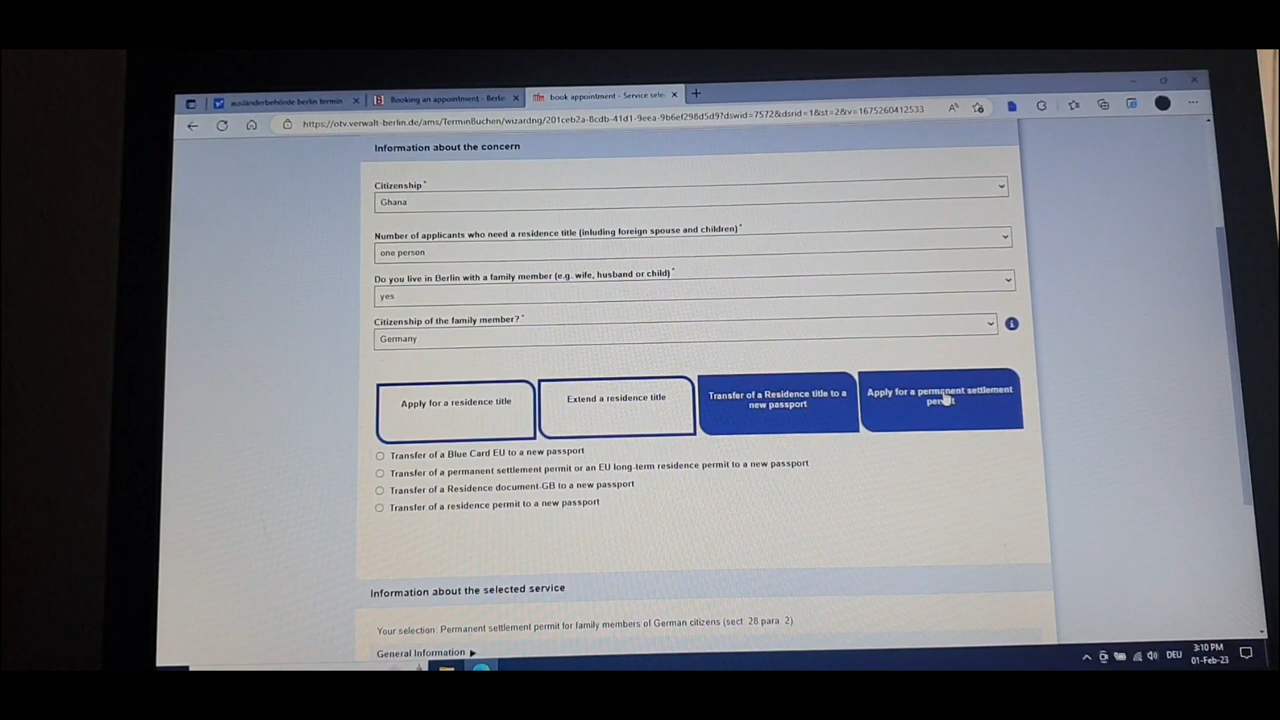 ausländerbehörde berlin termin
Booking an appointment - Berlin
book appointment - Service sele
https://otv.verwalt-berlin.de/ams/TerminBuchen/wizardng/201ceb2a-8cdb-41d1-9eea-9b6ef298d5d9?dswid=7572&dsrid=1&st=2&v=1675260412533
Information about the concern
Citizenship *
Ghana
Number of applicants who need a residence title (inluding foreign spouse and children) *
one person
Do you live in Berlin with a family member (e.g. wife, husband or child) *
yes
Citizenship of the family member? *
Germany
Apply for a residence title
Extend a residence title
Transfer of a Residence title to a
new passport
Apply for a permanent settlement
permit
Transfer of a Blue Card EU to a new passport
Transfer of a permanent settlement permit or an EU long-term residence permit to a new passport
Transfer of a Residence document-GB to a new passport
Transfer of a residence permit to a new passport
Information about the selected service
Your selection: Permanent settlement permit for family members of German citizens (sect. 28 para. 2)
General Information
DEU
3:10 PM
01-Feb-23